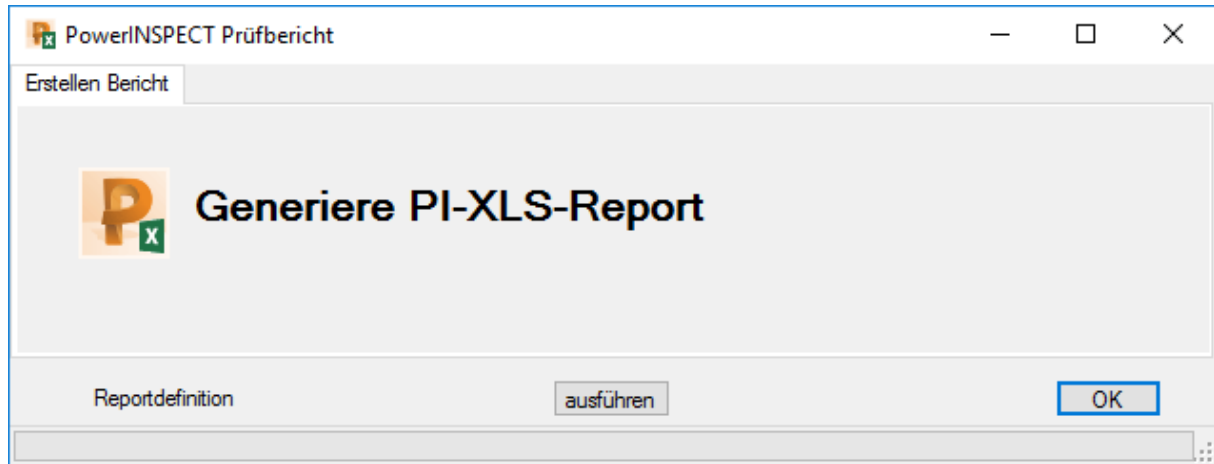 PowerINSPECT Prüfbericht
Erstellen Bericht
Generiere PI-XLS-Report
Reportdefinition ausführen OK